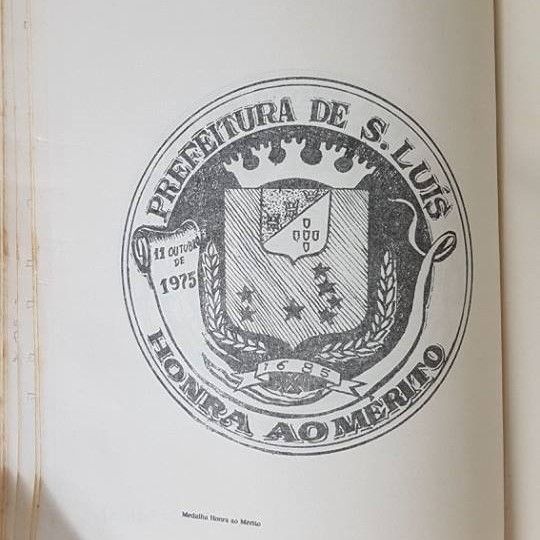 PREFEITURA DE S. LUÍS
11 OUTUBRO
DE
1975
1685
HONRA AO MÉRITO
Medalha Honra ao Mérito